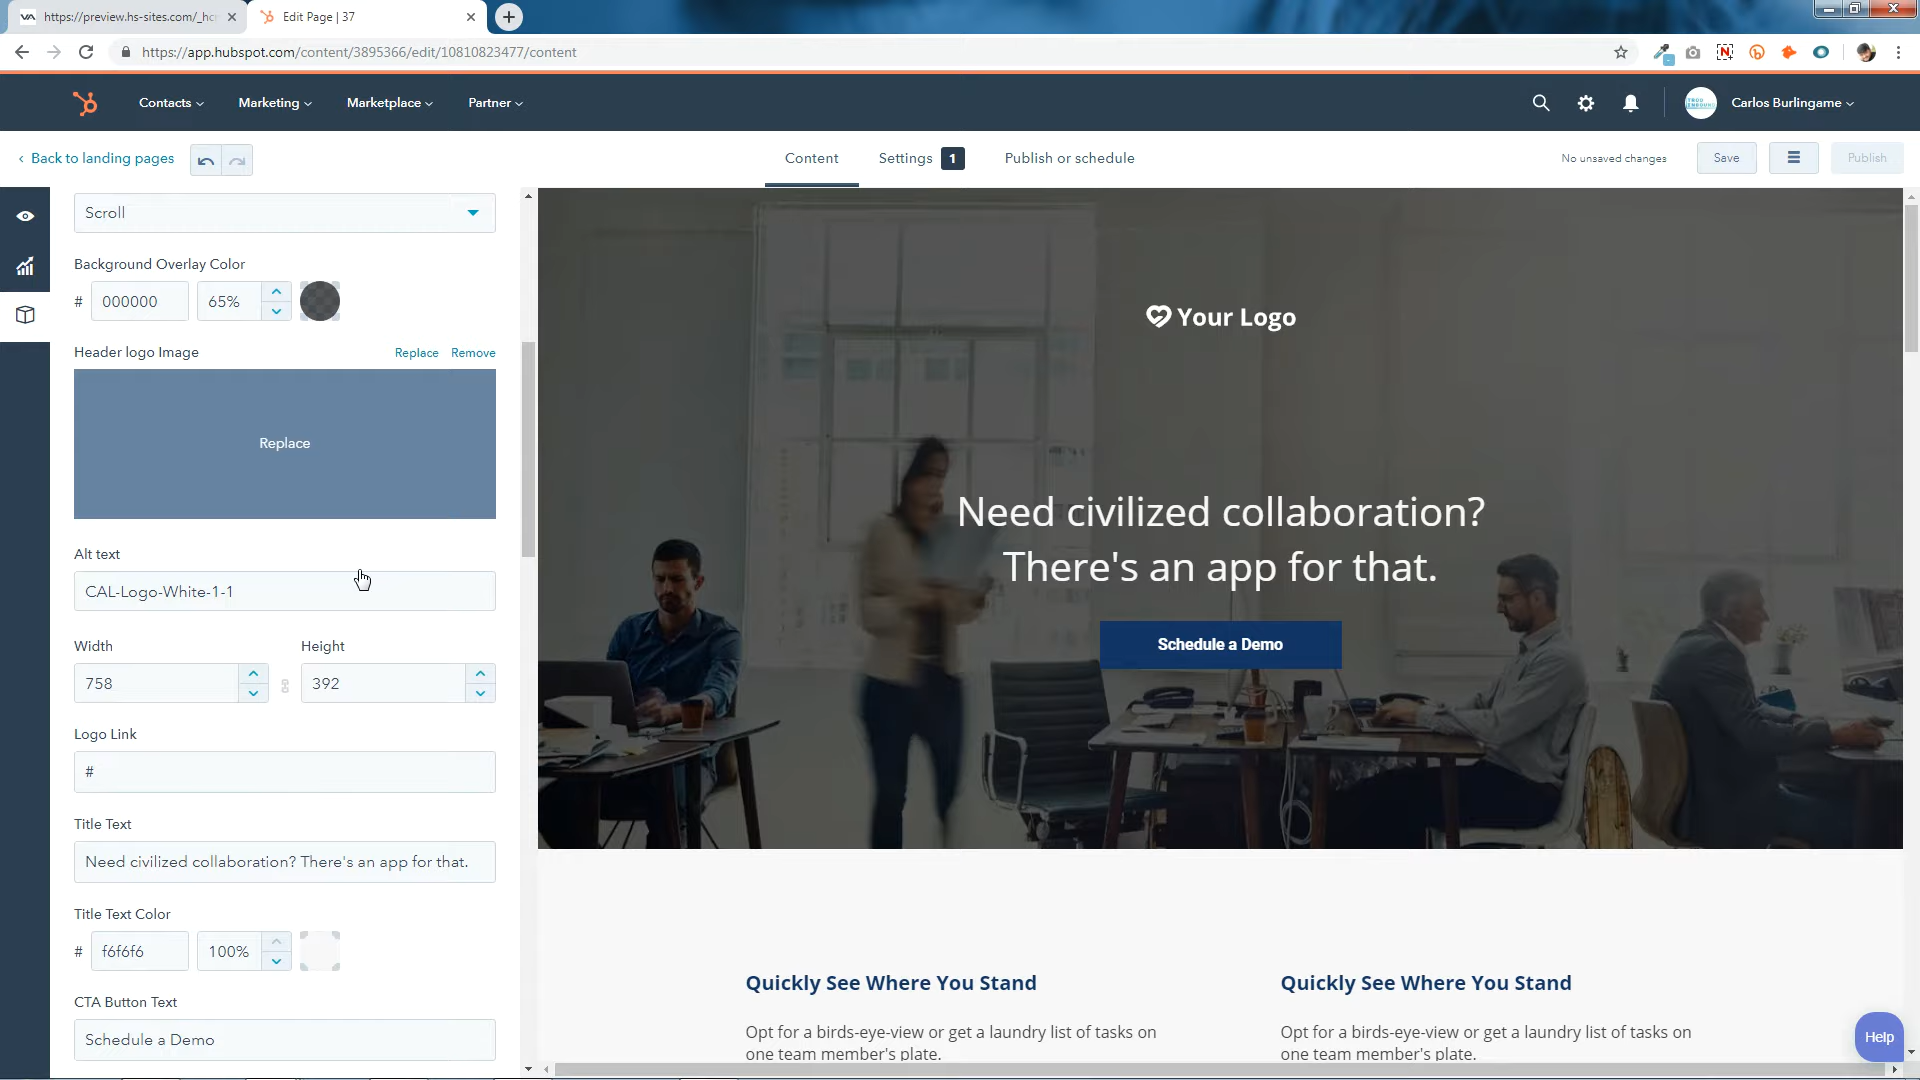 https://preview.hs-sites.com/_hc
Edit Page | 37
https://app.hubspot.com/content/3895366/edit/10810823477/content
Contacts
Marketing
Marketplace
Partner
Carlos Burlingame
Back to landing pages
Content
Settings 1
Publish or schedule
No unsaved changes
Save
Publish
Scroll
Background Overlay Color
# 000000 65%
Header logo Image Replace Remove
Replace
Alt text
CAL-Logo-White-1-1
Width Height
758 392
Logo Link
#
Title Text
Need civilized collaboration? There's an app for that.
Title Text Color
# f6f6f6 100%
CTA Button Text
Schedule a Demo
Your Logo
Need civilized collaboration?
There's an app for that.
Schedule a Demo
Quickly See Where You Stand
Opt for a birds-eye-view or get a laundry list of tasks on
one team member's plate.
Quickly See Where You Stand
Opt for a birds-eye-view or get a laundry list of tasks on
one team member's plate.
Help